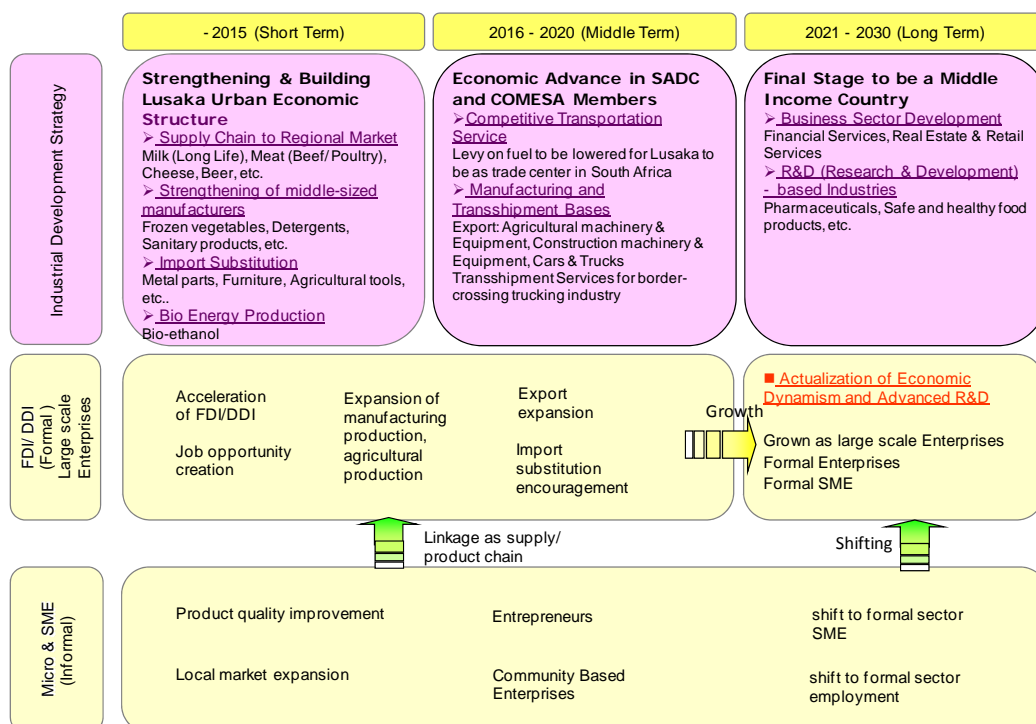 - 2015 (Short Term)
2016 - 2020 (Middle Term)
2021 - 2030 (Long Term)
Industrial Development Strategy
Strengthening & Building
Lusaka Urban Economic
Structure
➢ Supply Chain to Regional Market
Milk (Long Life), Meat (Beef/ Poultry),
Cheese, Beer, etc.
➢ Strengthening of middle-sized
manufacturers
Frozen vegetables, Detergents,
Sanitary products, etc.
➢ Import Substitution
Metal parts, Furniture, Agricultural tools,
etc..
➢ Bio Energy Production
Bio-ethanol
Economic Advance in SADC
and COMESA Members
➢Competitive Transportation
Service
Levy on fuel to be lowered for Lusaka to
be as trade center in South Africa
➢ Manufacturing and
Transshipment Bases
Export: Agricultural machinery &
Equipment, Construction machinery &
Equipment, Cars & Trucks
Transshipment Services for border-
crossing trucking industry
Final Stage to be a Middle
Income Country
➢ Business Sector Development
Financial Services, Real Estate & Retail
Services
➢ R&D (Research & Development)
- based Industries
Pharmaceuticals, Safe and healthy food
products, etc.
FDI/ DDI
(Formal)
Large scale
Enterprises
Acceleration
of FDI/DDI
Job opportunity
creation
Expansion of
manufacturing
production,
agricultural
production
Export
expansion
Import
substitution
encouragement
Growth
■ Actualization of Economic
Dynamism and Advanced R&D
Grown as large scale Enterprises
Formal Enterprises
Formal SME
Linkage as supply/
product chain
Shifting
Micro & SME
(Informal)
Product quality improvement
Local market expansion
Entrepreneurs
Community Based
Enterprises
shift to formal sector
SME
shift to formal sector
employment